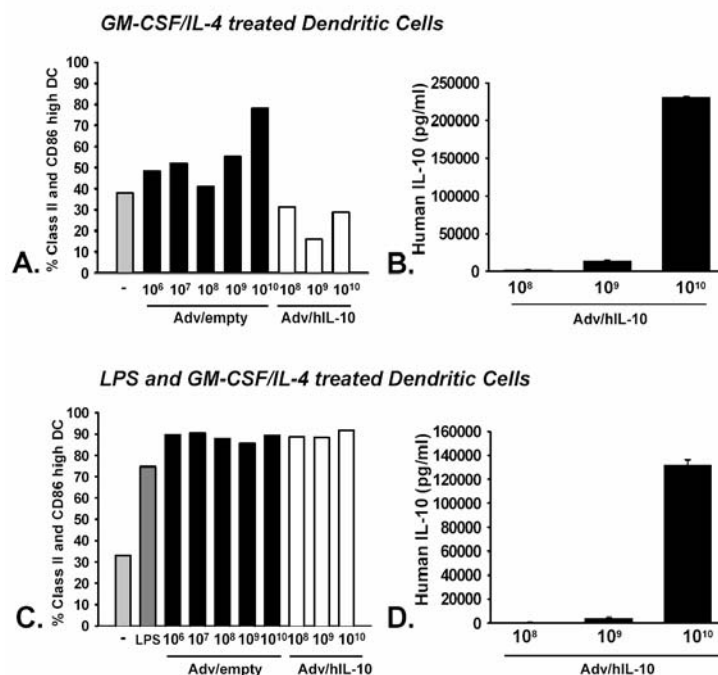 GM-CSF/IL-4 treated Dendritic Cells
A.
% Class II and CD86 high DC
100
90
80
70
60
50
40
30
20
10
0
- 10⁶ 10⁷ 10⁸ 10⁹ 10¹⁰ 10⁸ 10⁹ 10¹⁰
Adv/empty Adv/hIL-10
B.
Human IL-10 (pg/ml)
250000
200000
150000
100000
50000
0
10⁸ 10⁹ 10¹⁰
Adv/hIL-10
LPS and GM-CSF/IL-4 treated Dendritic Cells
C.
% Class II and CD86 high DC
100
90
80
70
60
50
40
30
20
10
0
- LPS 10⁶ 10⁷ 10⁸ 10⁹ 10¹⁰ 10⁸ 10⁹ 10¹⁰
Adv/empty Adv/hIL-10
D.
Human IL-10 (pg/ml)
160000
140000
120000
100000
80000
60000
40000
20000
0
10⁸ 10⁹ 10¹⁰
Adv/hIL-10